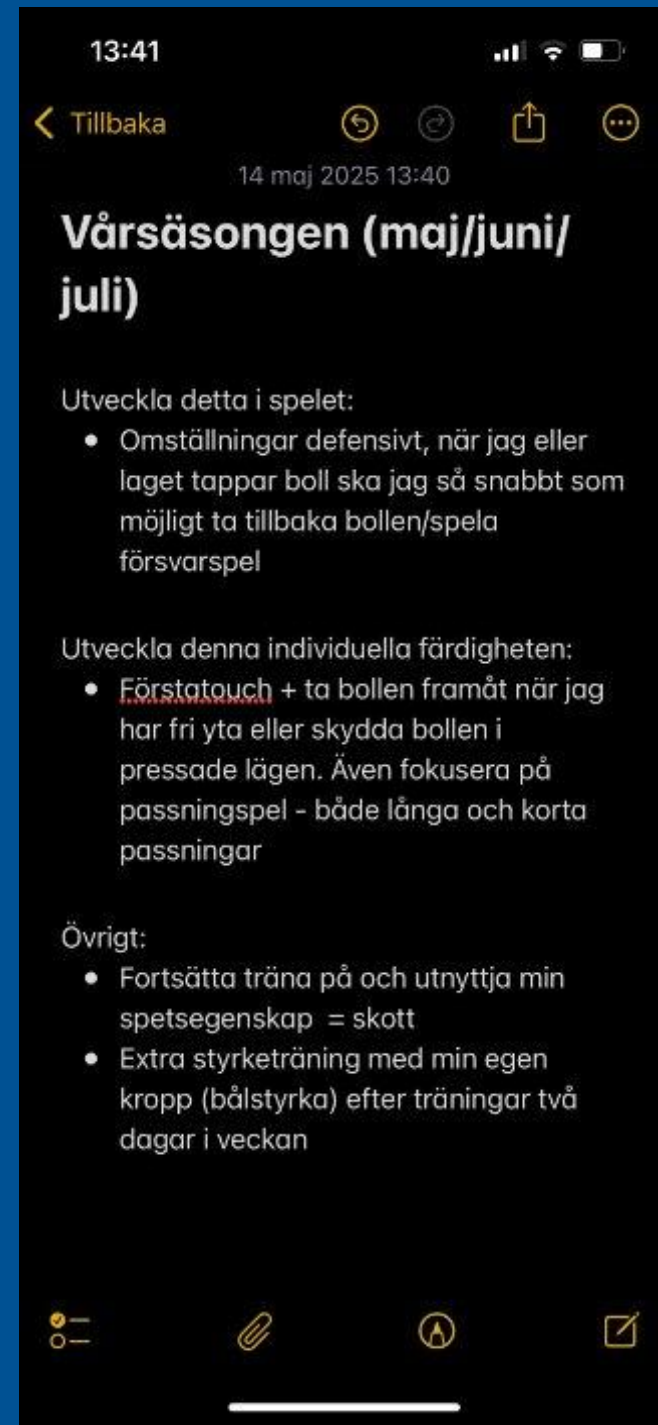 13:41
Tillbaka
14 maj 2025 13:40
Vårsäsongen (maj/juni/
juli)
Utveckla detta i spelet:
• Omställningar defensivt, när jag eller
laget tappar boll ska jag så snabbt som
möjligt ta tillbaka bollen/spela
försvarspel
Utveckla denna individuella färdigheten:
• Förstatouch + ta bollen framåt när jag
har fri yta eller skydda bollen i
pressade lägen. Även fokusera på
passningspel - både långa och korta
passningar
Övrigt:
• Fortsätta träna på och utnyttja min
spetsegenskap = skott
• Extra styrketräning med min egen
kropp (bålstyrka) efter träningar två
dagar i veckan